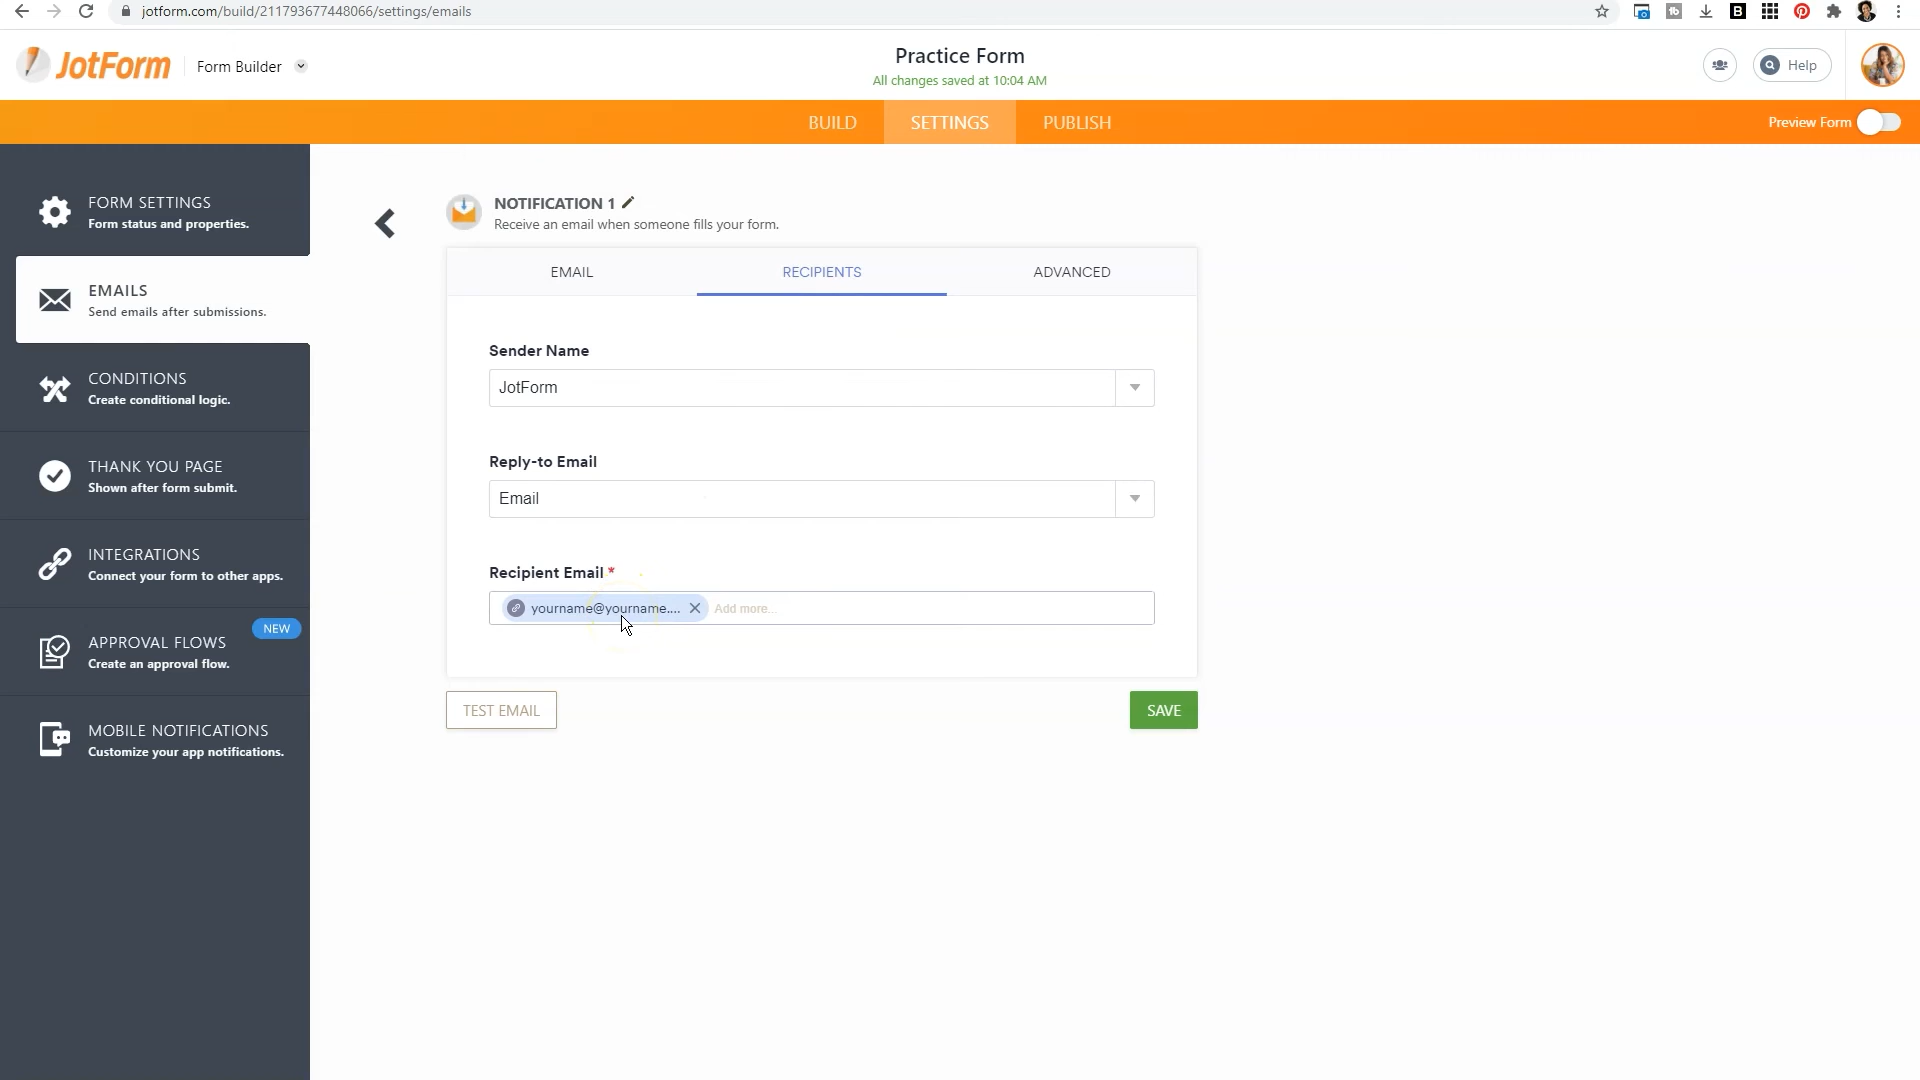 jotform.com/build/211793677448066/settings/emails
JotForm
Form Builder
Practice Form
All changes saved at 10:04 AM
Help
BUILD
SETTINGS
PUBLISH
Preview Form
FORM SETTINGS
Form status and properties.
EMAILS
Send emails after submissions.
CONDITIONS
Create conditional logic.
THANK YOU PAGE
Shown after form submit.
INTEGRATIONS
Connect your form to other apps.
NEW
APPROVAL FLOWS
Create an approval flow.
MOBILE NOTIFICATIONS
Customize your app notifications.
NOTIFICATION 1
Receive an email when someone fills your form.
EMAIL
RECIPIENTS
ADVANCED
Sender Name
JotForm
Reply-to Email
Email
Recipient Email *
yourname@yourname.... Add more...
TEST EMAIL
SAVE